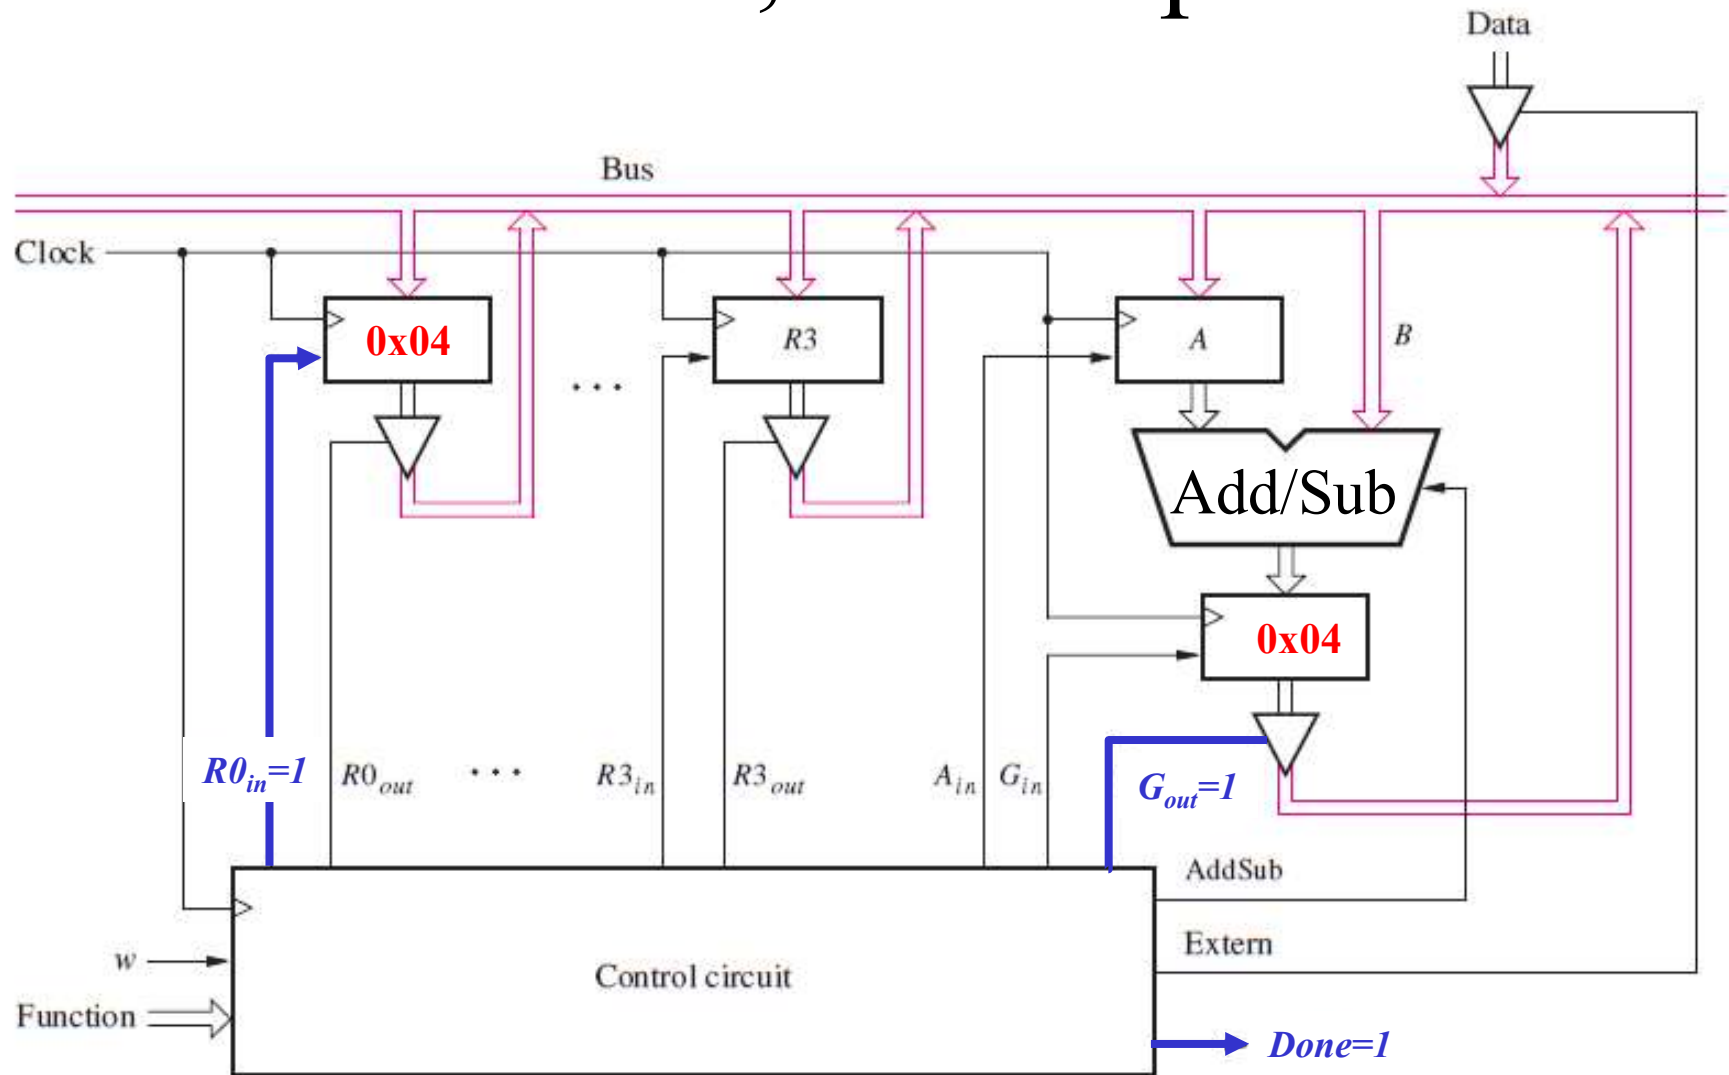 Data
Bus
Clock
0x04
R3
A
B
...
Add/Sub
0x04
R0in=1
R0out
...
R3in
R3out
Ain
Gin
Gout=1
AddSub
Extern
w
Control circuit
Function
Done=1